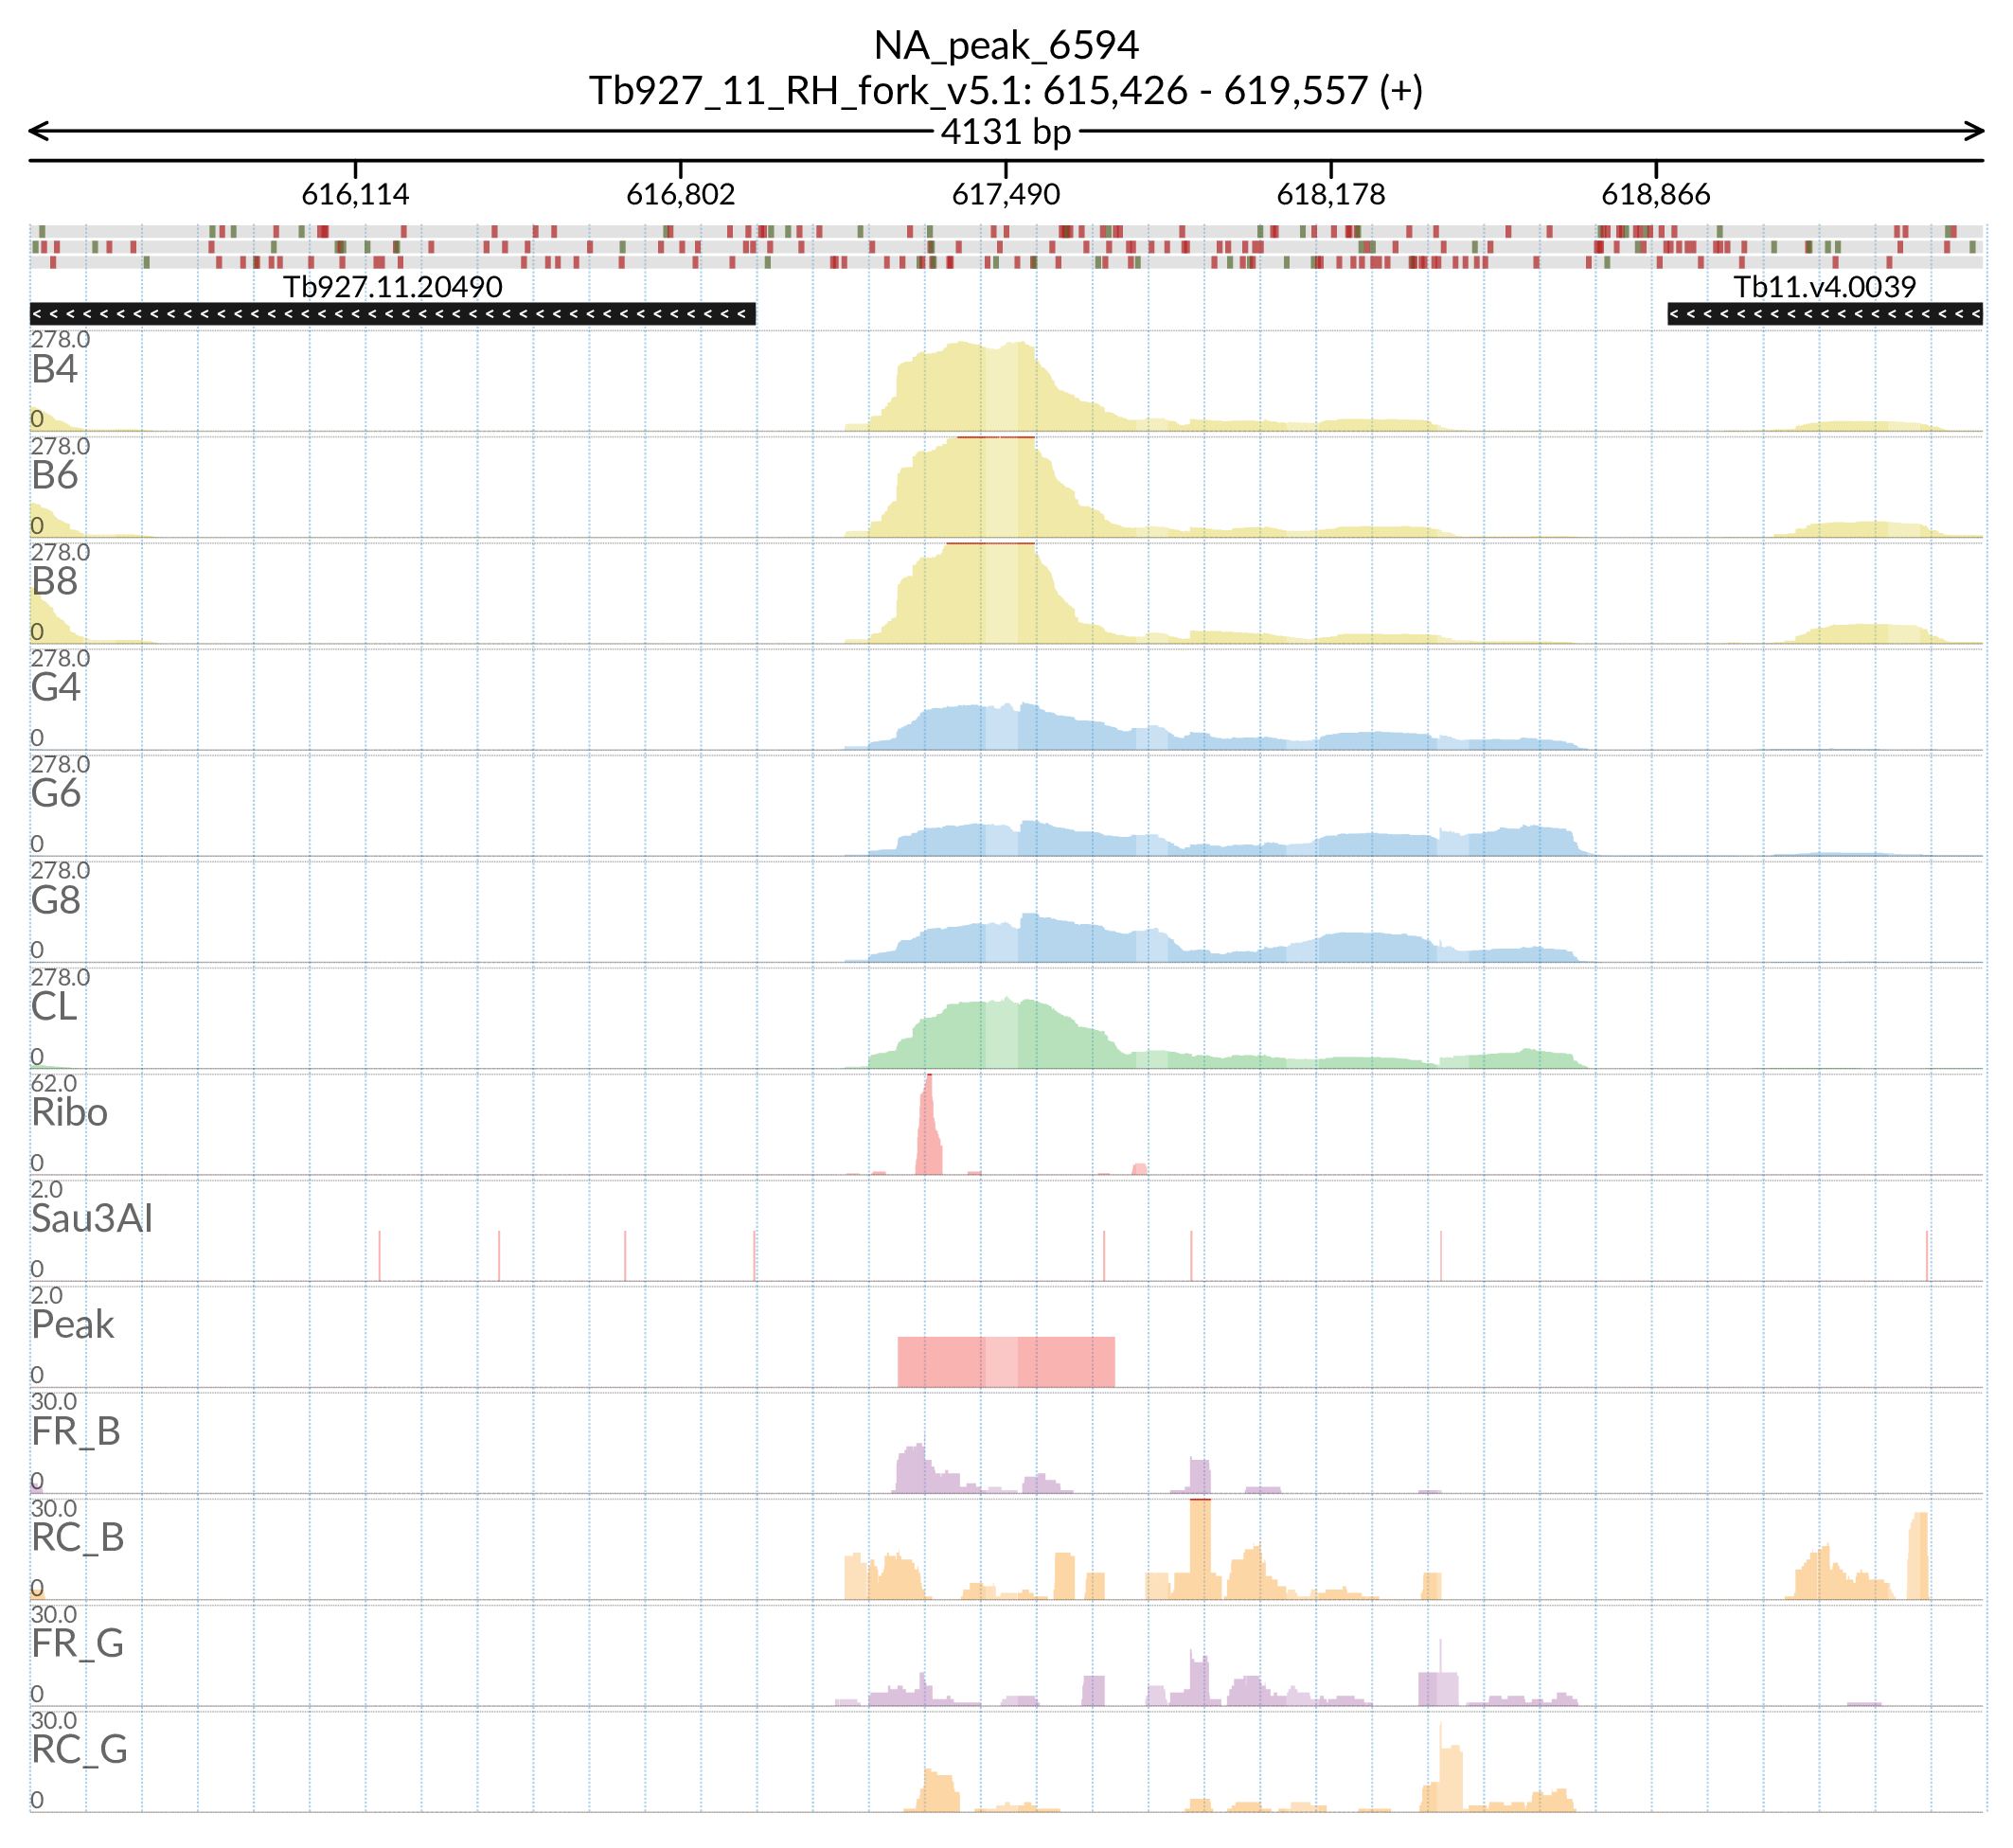 NA_peak_6594
Tb927_11_RH_fork_v5.1: 615,426 - 619,557 (+)
4131 bp
616,114 616,802 617,490 618,178 618,866
Tb927.11.20490 Tb11.v4.0039
278.0
B4
0
278.0
B6
0
278.0
B8
0
278.0
G4
0
278.0
G6
0
278.0
G8
0
278.0
CL
0
62.0
Ribo
0
2.0
Sau3AI
0
2.0
Peak
0
30.0
FR_B
0
30.0
RC_B
0
30.0
FR_G
0
30.0
RC_G
0